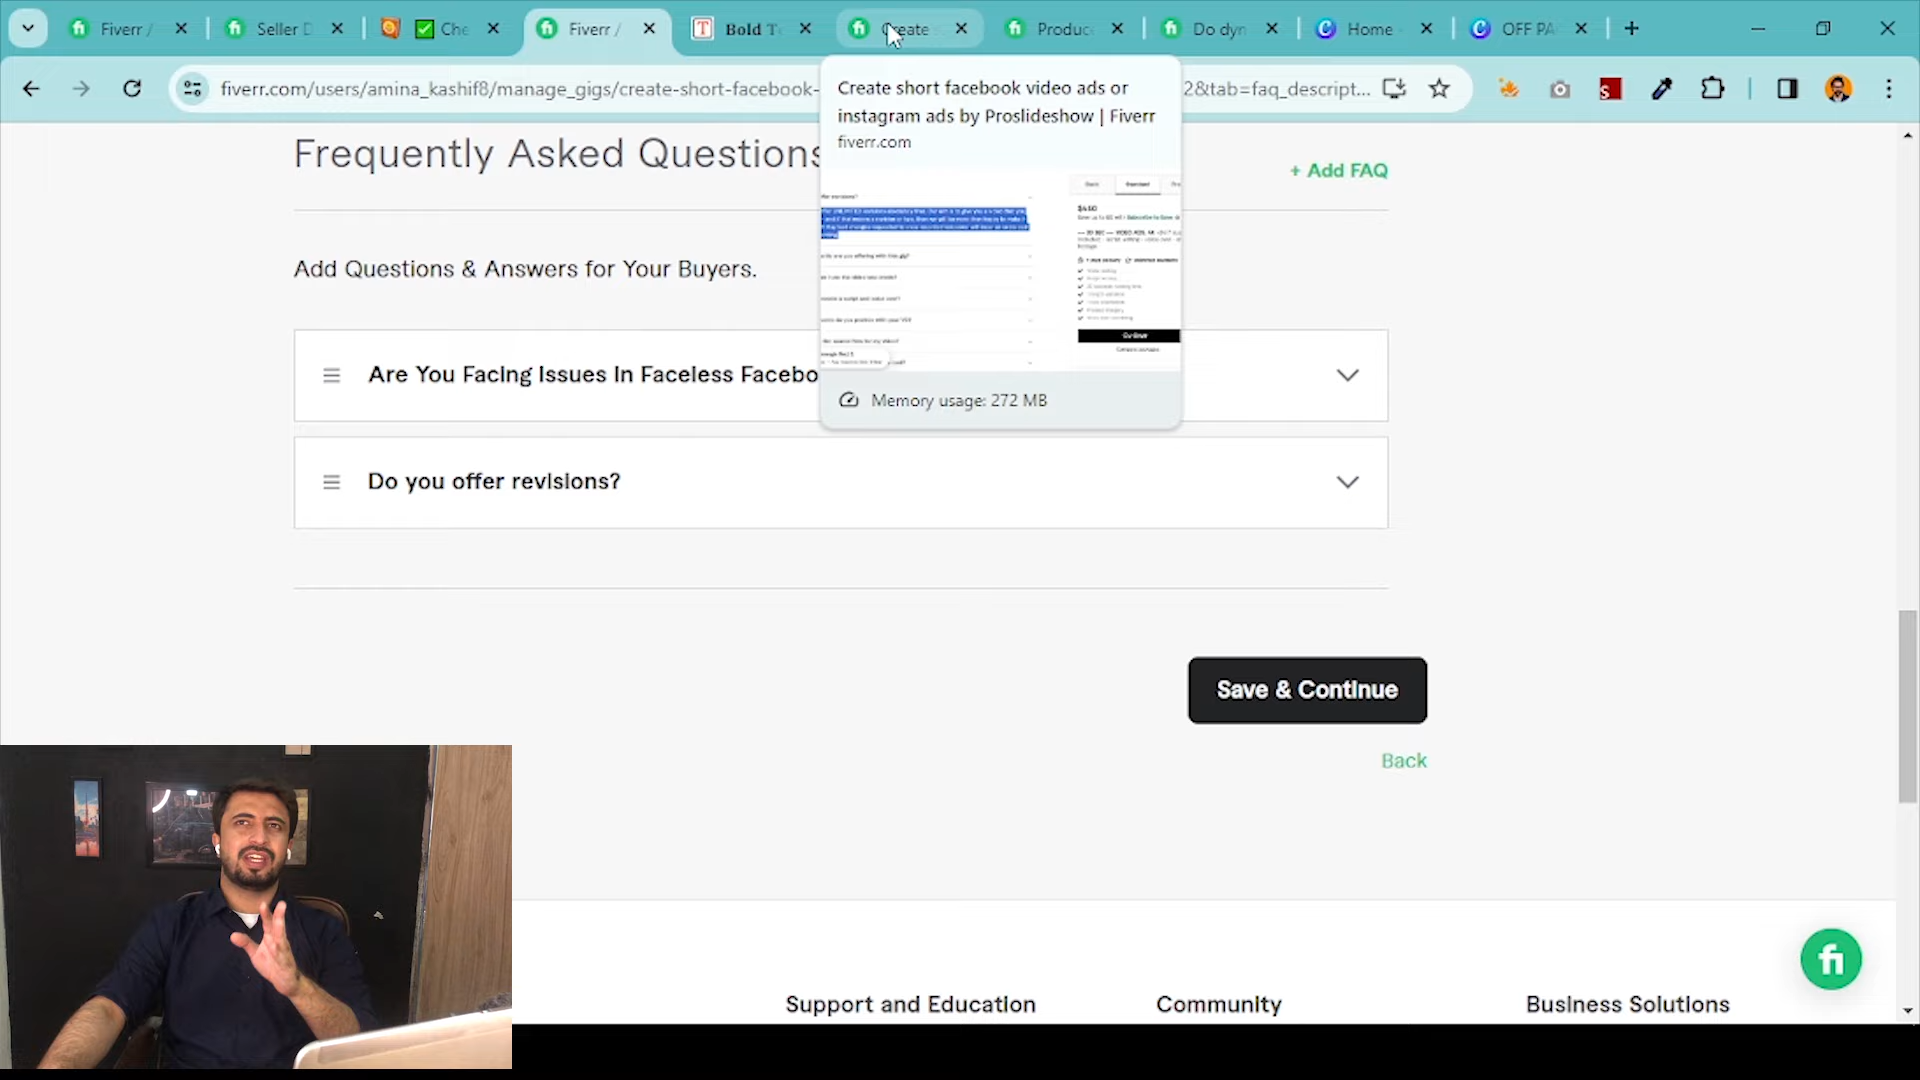 Fiverr /
Seller D
Che
Fiverr /
Bold T
Create
Produc
Do dyn
Home
OFF PA
fiverr.com/users/amina_kashif8/manage_gigs/create-short-facebook-
2&tab=faq_descript...
Create short facebook video ads or
instagram ads by Proslideshow | Fiverr
fiverr.com
$450
Continue
Memory usage: 272 MB
Frequently Asked Questions
+ Add FAQ
Add Questions & Answers for Your Buyers.
Are You Facing Issues In Faceless Facebo
Do you offer revisions?
Save & Continue
Back
Support and Education
Community
Business Solutions
fi